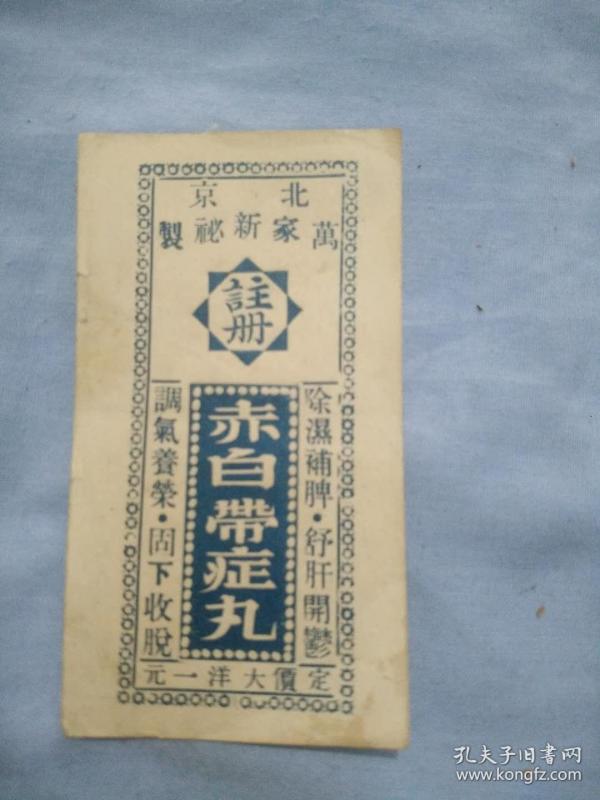 北京
萬家新祕製
註册
除濕補脾·舒肝開鬱
赤白帶症丸
調氣養榮·固下收脫
定價大洋一元
孔夫子旧书网
www.kongfz.com